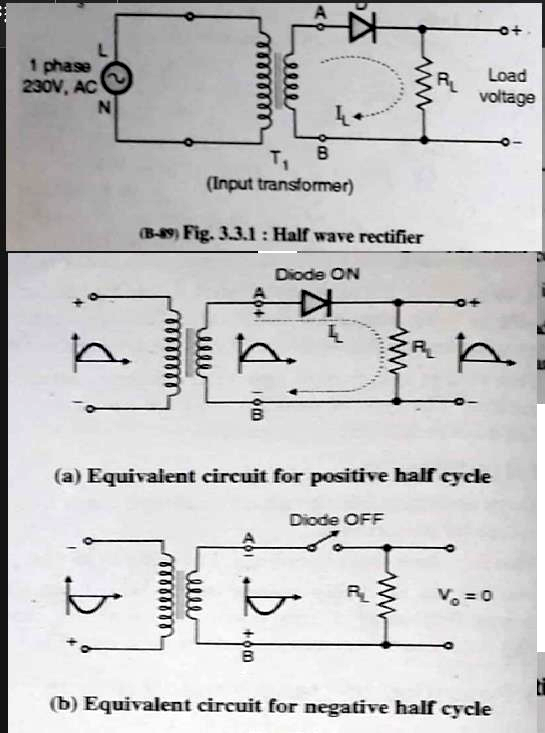 A
L
1 phase
230V, AC
N
R_L
Load
voltage
+
-
I_L
T₁
B
(Input transformer)
(B-89) Fig. 3.3.1 : Half wave rectifier
Diode ON
A
+
+
+
I_L
R_L
-
-
-
B
(a) Equivalent circuit for positive half cycle
Diode OFF
A
-
-
R_L
V₀ = 0
+
+
B
(b) Equivalent circuit for negative half cycle